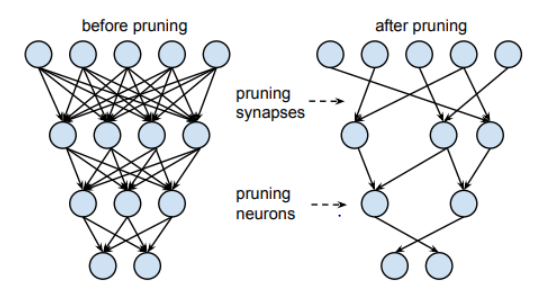 before pruning
after pruning
pruning
synapses
pruning
neurons